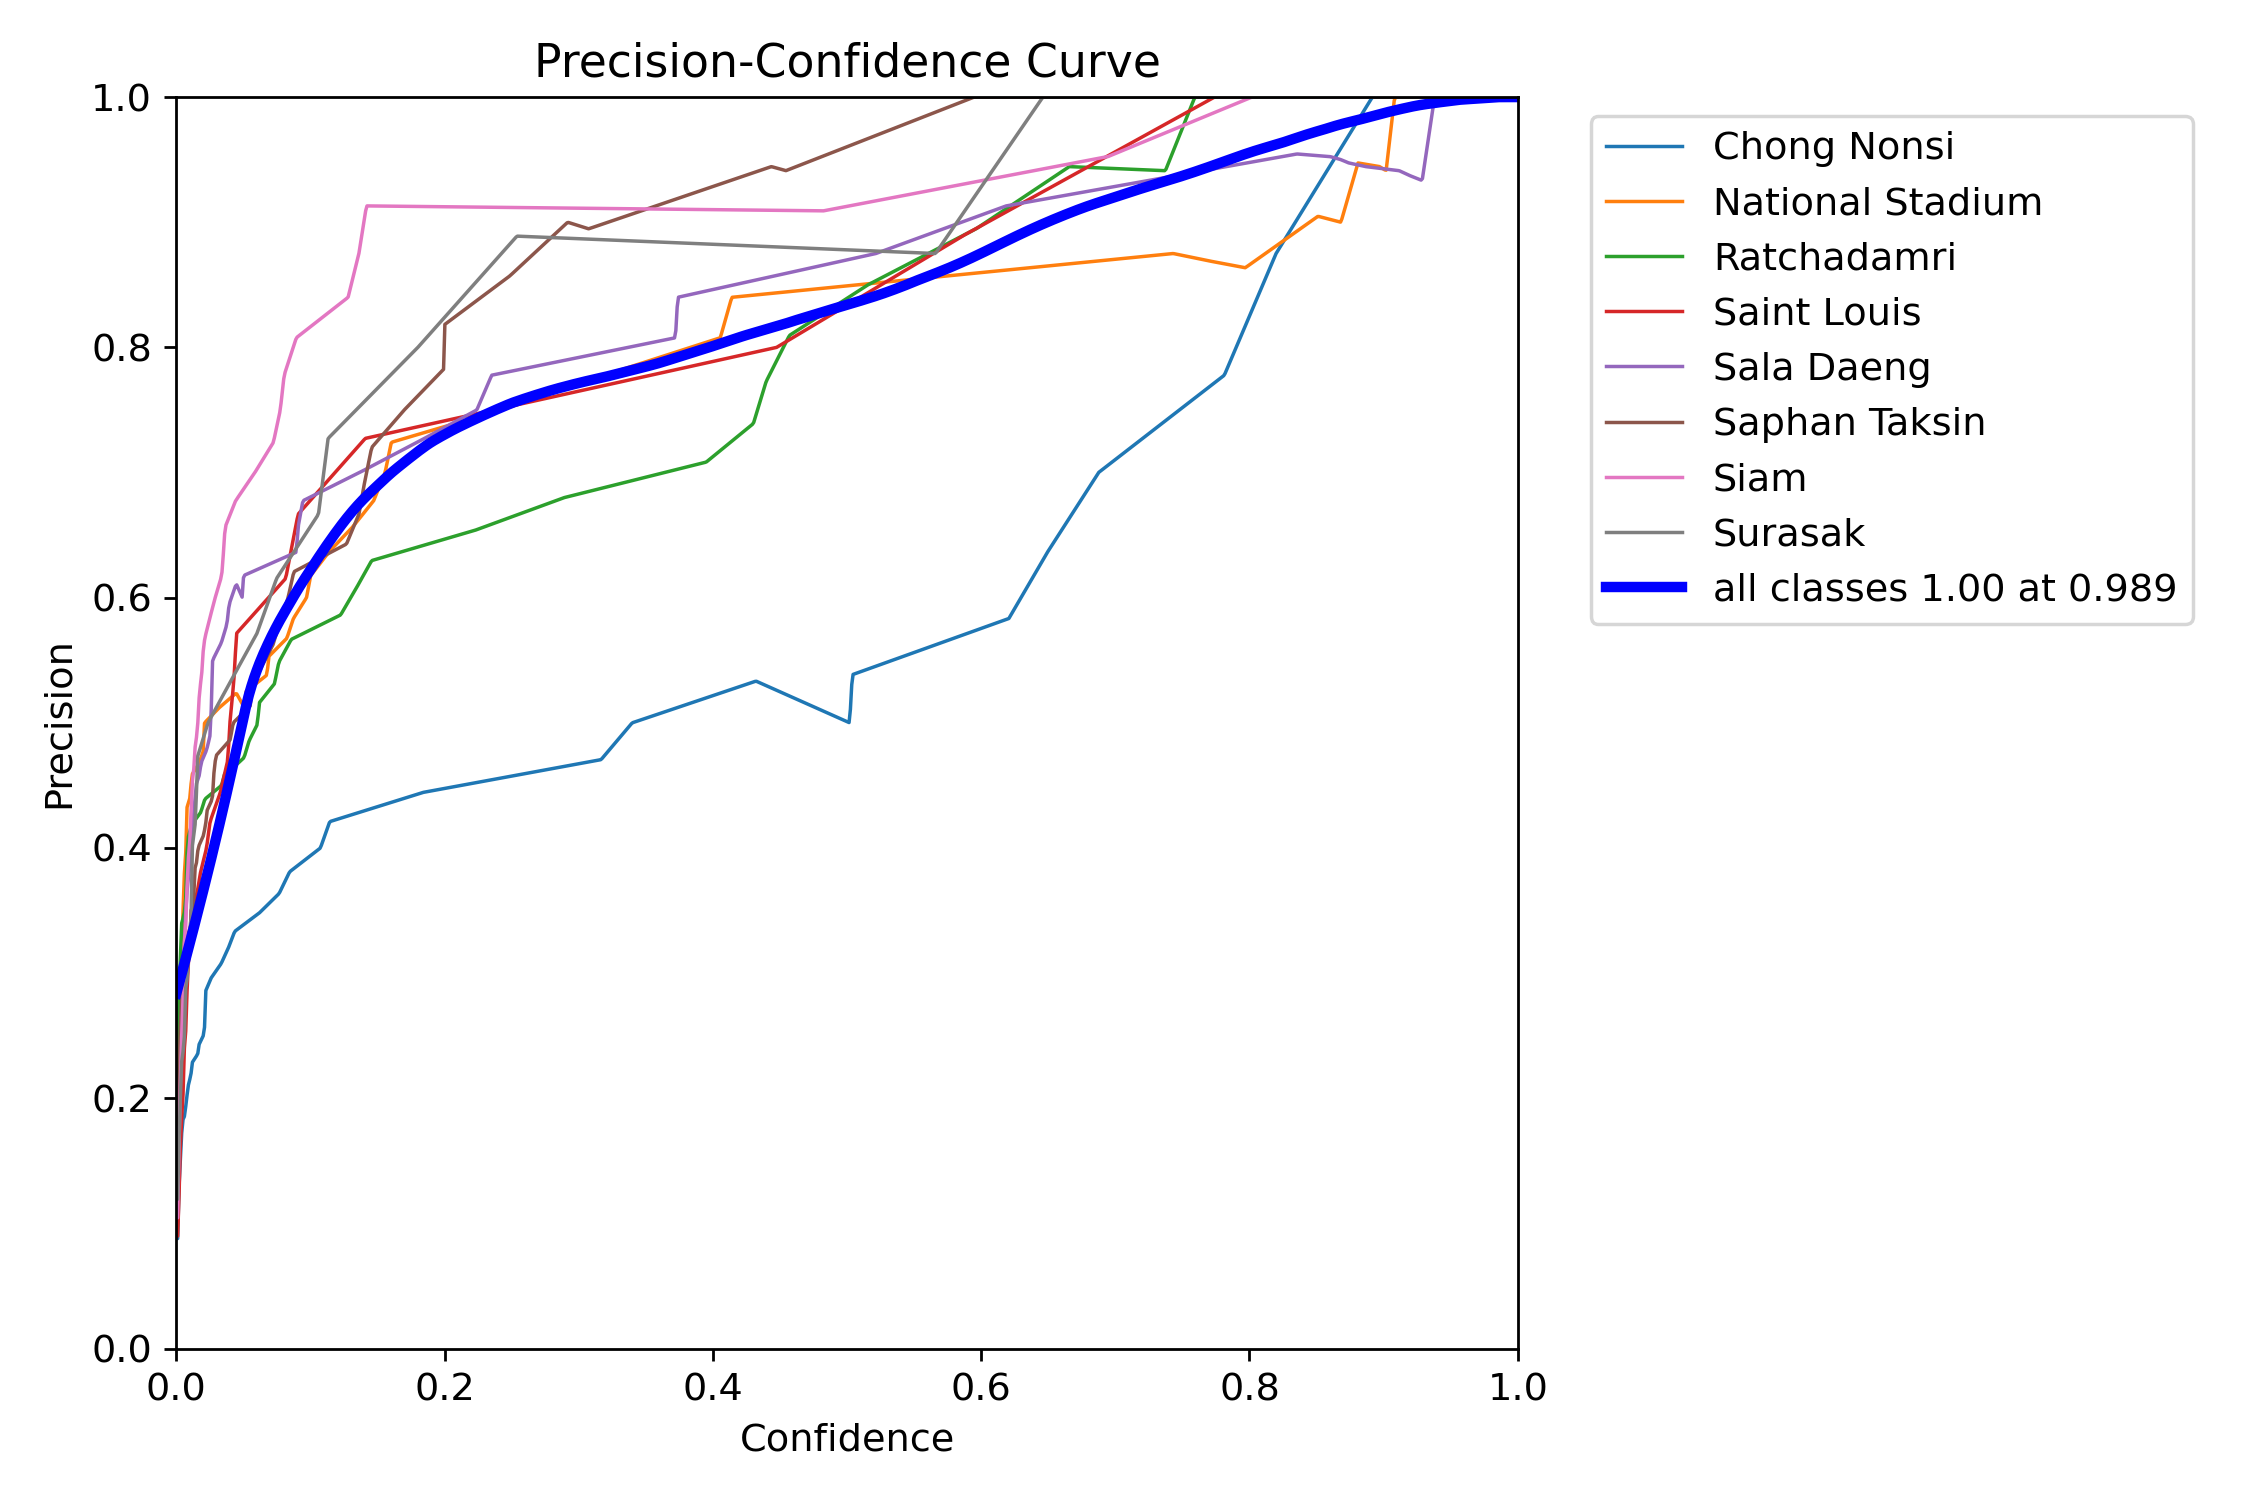 Precision-Confidence Curve
1.0
0.8
0.6
0.4
0.2
0.0
Precision
0.0 0.2 0.4 0.6 0.8 1.0
Confidence
Chong Nonsi
National Stadium
Ratchadamri
Saint Louis
Sala Daeng
Saphan Taksin
Siam
Surasak
all classes 1.00 at 0.989